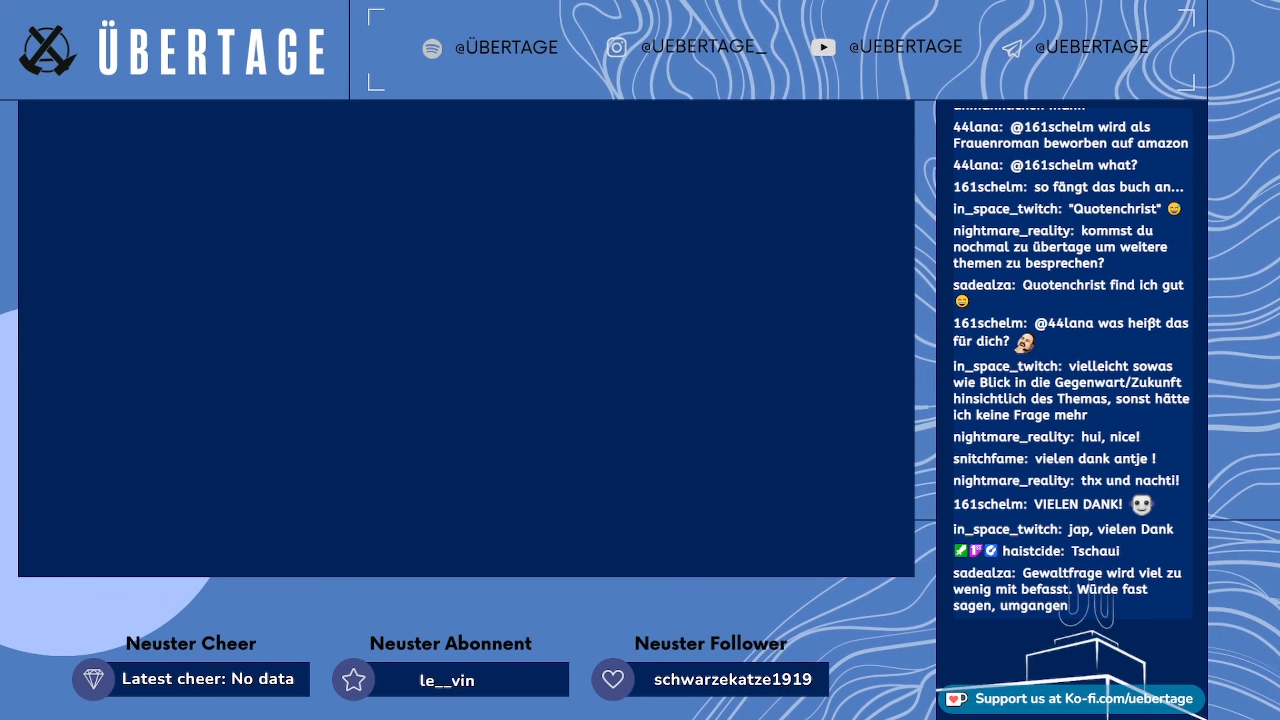 ÜBERTAGE
@ÜBERTAGE
@UEBERTAGE_
@UEBERTAGE
@UEBERTAGE
44lana: @161schelm wird als
Frauenroman beworben auf amazon
44lana: @161schelm what?
161schelm: so fängt das buch an...
in_space_twitch: "Quotenchrist" 😅
nightmare_reality: kommst du
nochmal zu übertage um weitere
themen zu besprechen?
sadealza: Quotenchrist find ich gut
😅
161schelm: @44lana was heißt das
für dich?
in_space_twitch: vielleicht sowas
wie Blick in die Gegenwart/Zukunft
hinsichtlich des Themas, sonst hätte
ich keine Frage mehr
nightmare_reality: hui, nice!
snitchfame: vielen dank antje !
nightmare_reality: thx und nachti!
161schelm: VIELEN DANK!
in_space_twitch: jap, vielen Dank
haistcide: Tschaui
sadealza: Gewaltfrage wird viel zu
wenig mit befasst. Würde fast
sagen, umgangen
Neuster Cheer
Latest cheer: No data
Neuster Abonnent
le__vin
Neuster Follower
schwarzekatze1919
Support us at Ko-fi.com/uebertage